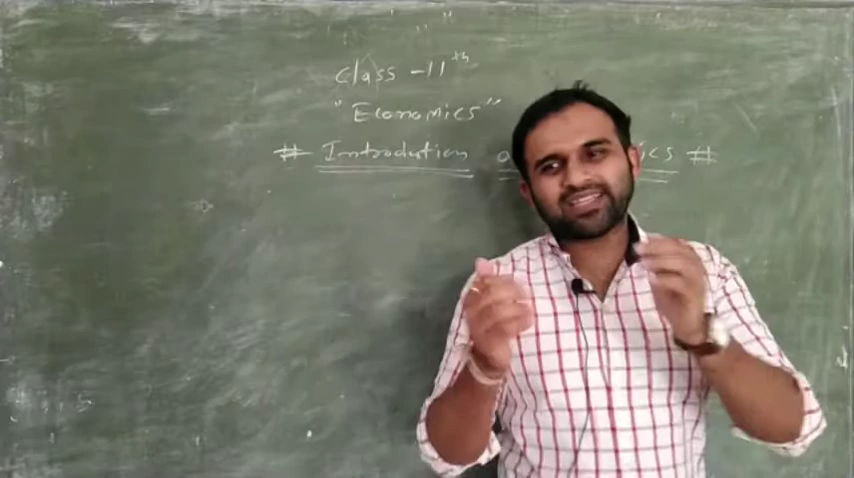 Class - 11th
"Economics"
# Introduction #